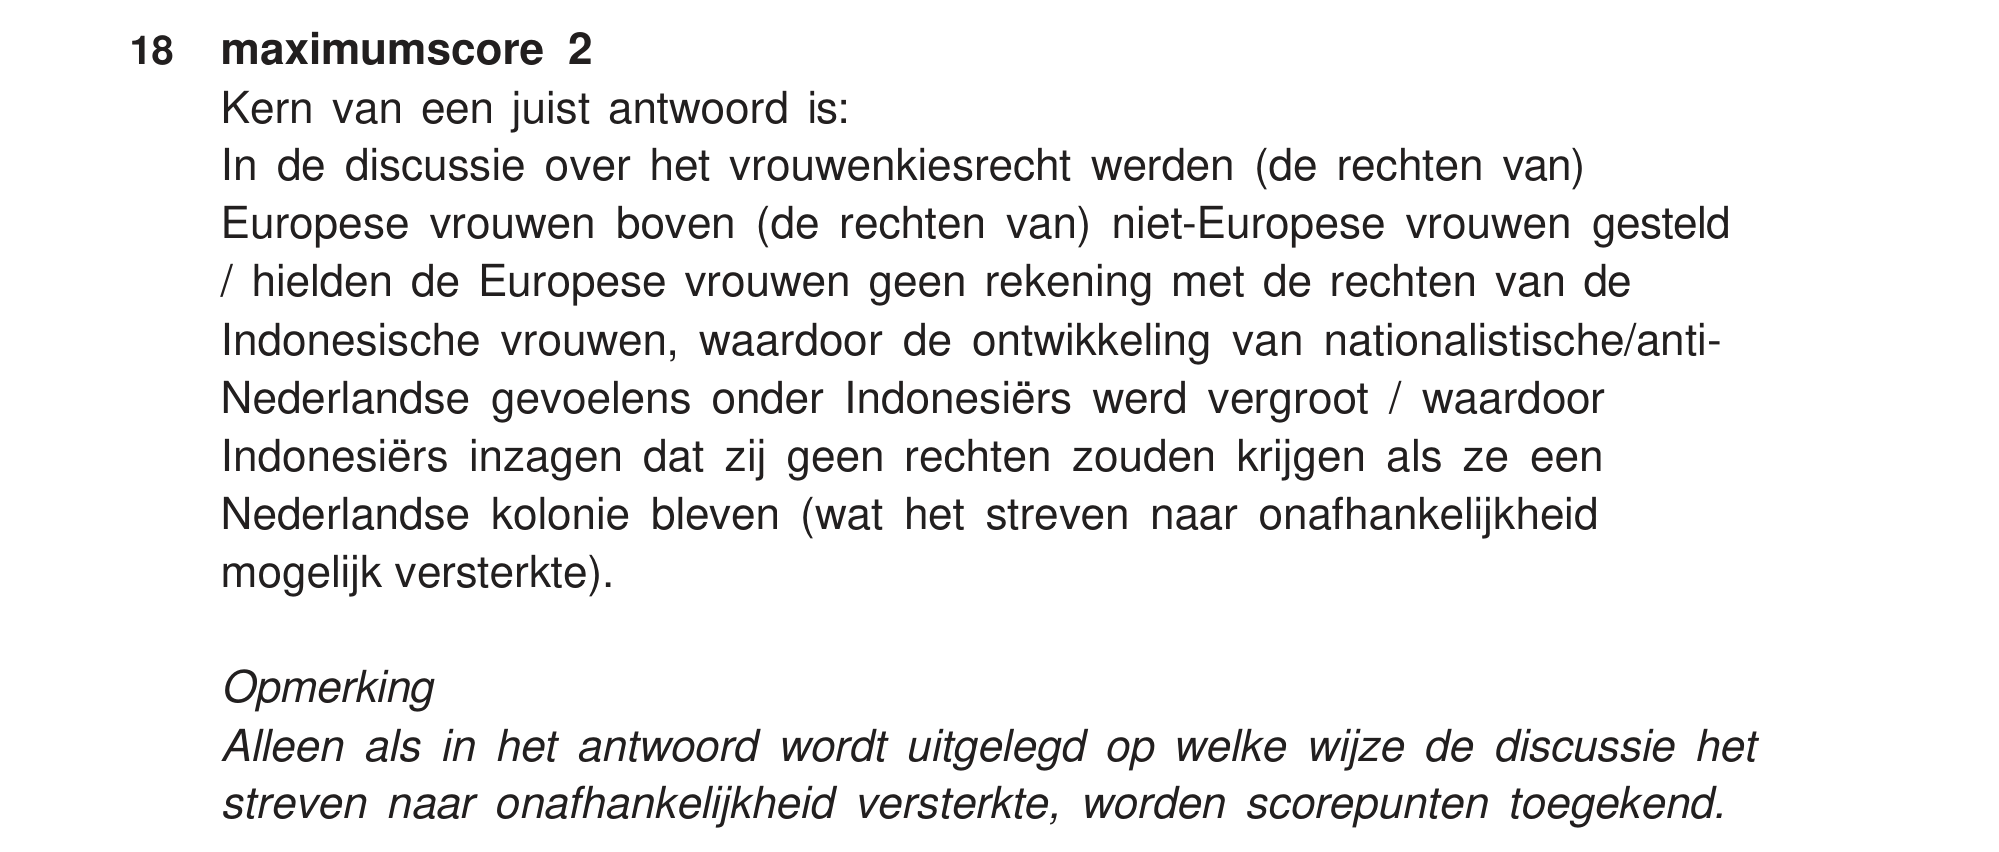 18 maximumscore 2
Kern van een juist antwoord is:
In de discussie over het vrouwenkiesrecht werden (de rechten van)
Europese vrouwen boven (de rechten van) niet-Europese vrouwen gesteld
/ hielden de Europese vrouwen geen rekening met de rechten van de
Indonesische vrouwen, waardoor de ontwikkeling van nationalistische/anti-
Nederlandse gevoelens onder Indonesiërs werd vergroot / waardoor
Indonesiërs inzagen dat zij geen rechten zouden krijgen als ze een
Nederlandse kolonie bleven (wat het streven naar onafhankelijkheid
mogelijk versterkte).
Opmerking
Alleen als in het antwoord wordt uitgelegd op welke wijze de discussie het
streven naar onafhankelijkheid versterkte, worden scorepunten toegekend.